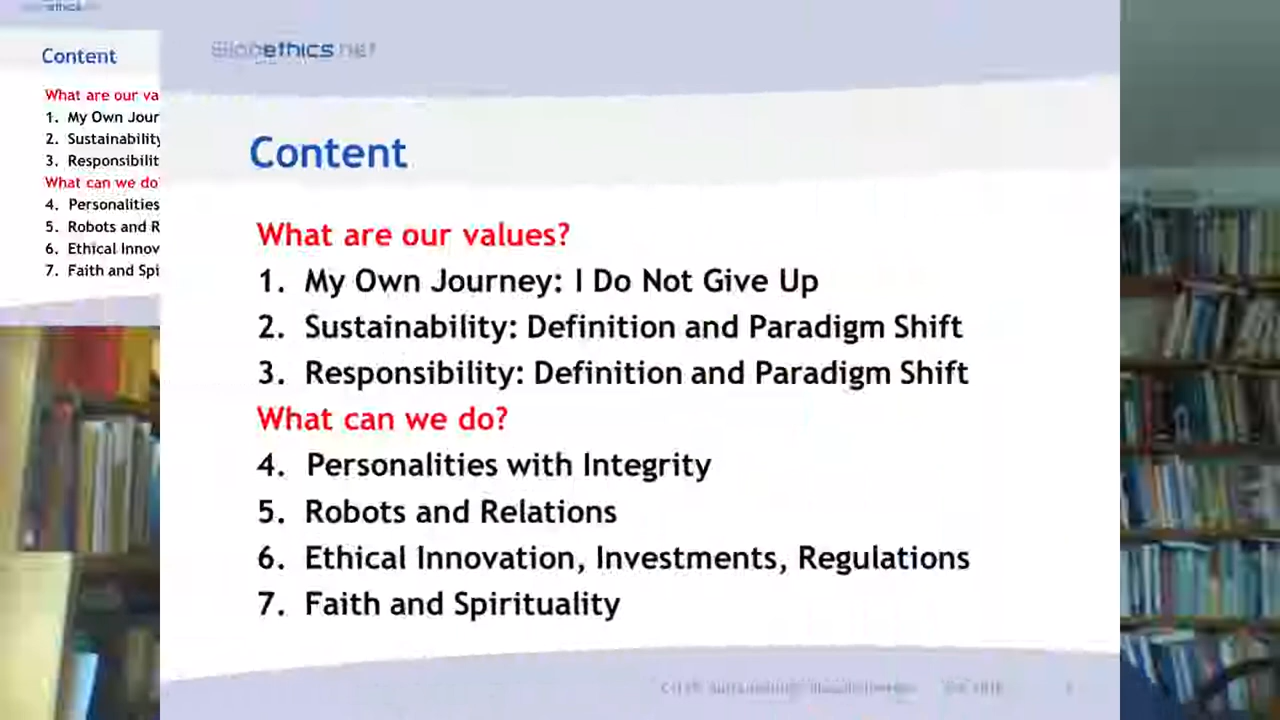 ethics
Content
What are our va
1. My Own Jour
2. Sustainability
3. Responsibilit
What can we do?
4. Personalities
5. Robots and R
6. Ethical Innov
7. Faith and Spi
Globethics.net
Content
What are our values?
1. My Own Journey: I Do Not Give Up
2. Sustainability: Definition and Paradigm Shift
3. Responsibility: Definition and Paradigm Shift
What can we do?
4. Personalities with Integrity
5. Robots and Relations
6. Ethical Innovation, Investments, Regulations
7. Faith and Spirituality